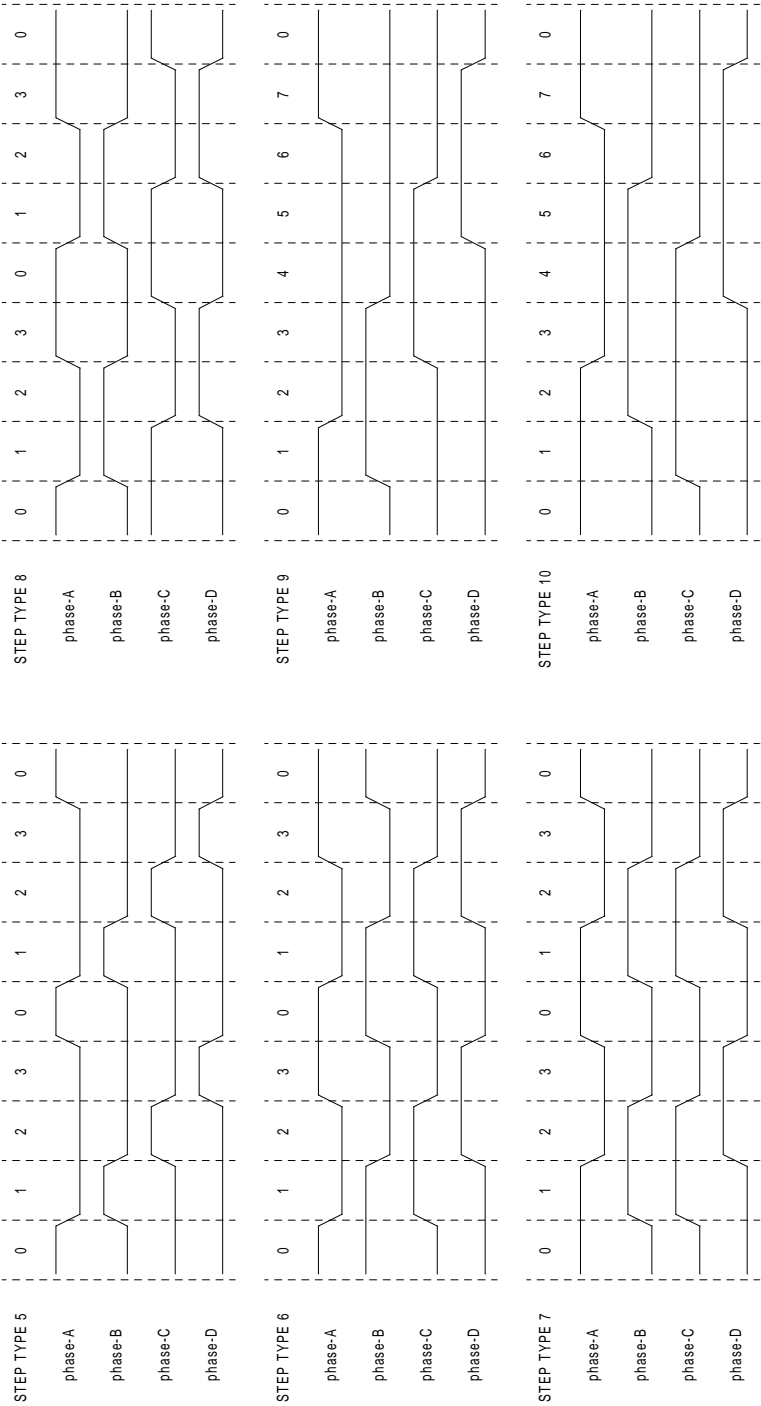 STEP TYPE 5 0 1 2 3 0 1 2 3 0
phase-A
phase-B
phase-C
phase-D
STEP TYPE 6 0 1 2 3 0 1 2 3 0
phase-A
phase-B
phase-C
phase-D
STEP TYPE 7 0 1 2 3 0 1 2 3 0
phase-A
phase-B
phase-C
phase-D
STEP TYPE 8 0 1 2 3 0 1 2 3 0
phase-A
phase-B
phase-C
phase-D
STEP TYPE 9 0 1 2 3 4 5 6 7 0
phase-A
phase-B
phase-C
phase-D
STEP TYPE 10 0 1 2 3 4 5 6 7 0
phase-A
phase-B
phase-C
phase-D